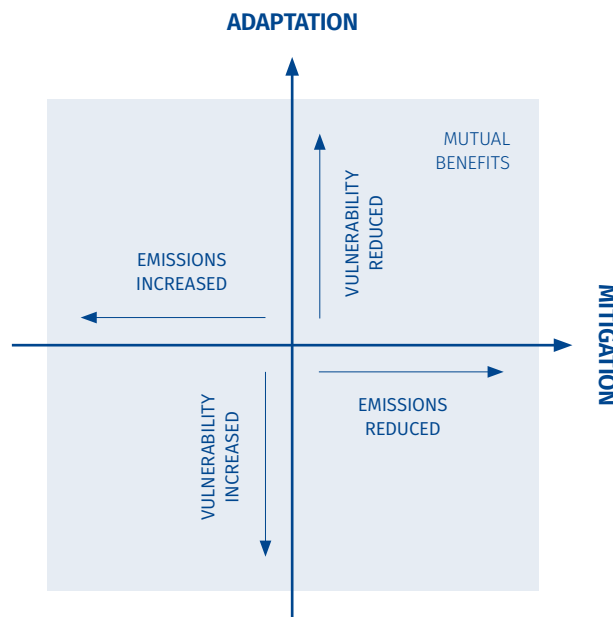 ADAPTATION
MUTUAL
BENEFITS
VULNERABILITY
REDUCED
EMISSIONS
INCREASED
MITIGATION
EMISSIONS
REDUCED
VULNERABILITY
INCREASED